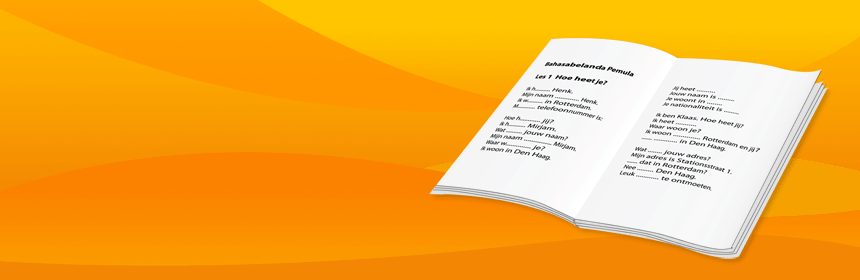 Bahasabelanda Pemula
Les 1 Hoe heet je?
Ik h........ Henk.
Mijn naam ............ Henk.
Ik w........ in Rotterdam.
M........ telefoonnummer is;
Hoe h........ jij?
Ik h........ Mirjam.
Wat ........ jouw naam?
Mijn naam ............ Mirjam.
Waar w............ je?
Ik woon in Den Haag.
Jij heet .........
Jouw naam is ........
Je woont in ........
Je nationaliteit is ........
Ik ben Klaas. Hoe heet jij?
Ik heet ...........
Waar woon je?
Ik woon ............ Rotterdam en jij?
..... ........... in Den Haag.
Wat ........ jouw adres?
Mijn adres is Stationsstraat 1.
...... dat in Rotterdam?
Nee ........ Den Haag.
Leuk .......... te ontmoeten.